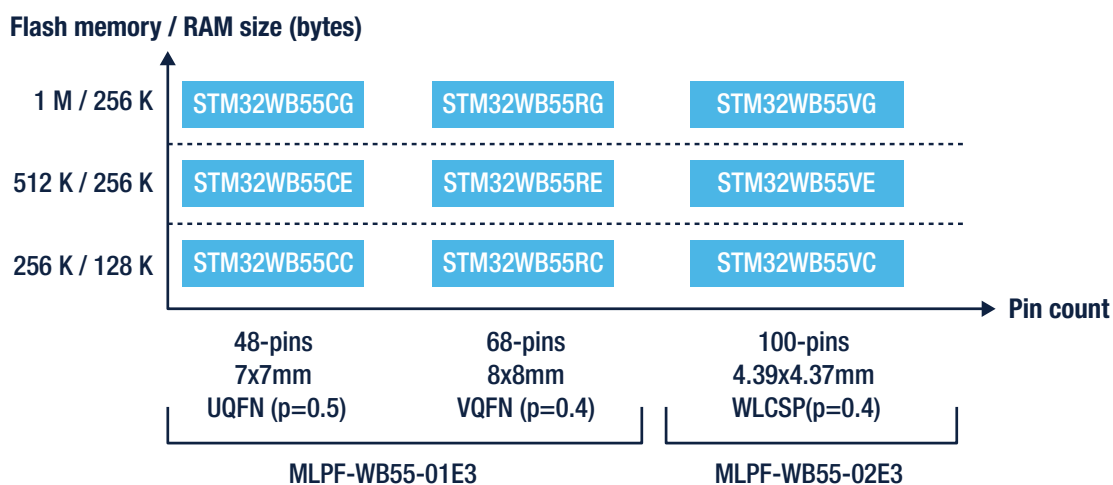 Flash memory / RAM size (bytes)
1 M / 256 K
STM32WB55CG
STM32WB55RG
STM32WB55VG
512 K / 256 K
STM32WB55CE
STM32WB55RE
STM32WB55VE
256 K / 128 K
STM32WB55CC
STM32WB55RC
STM32WB55VC
Pin count
48-pins
7x7mm
UQFN (p=0.5)
68-pins
8x8mm
VQFN (p=0.4)
100-pins
4.39x4.37mm
WLCSP(p=0.4)
MLPF-WB55-01E3
MLPF-WB55-02E3